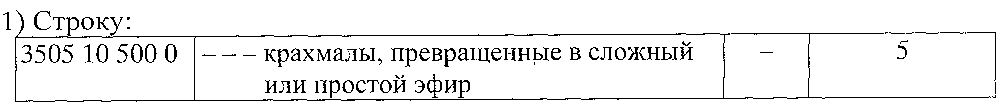 1) Строку:
3505 10 500 0 – – – крахмалы, превращенные в сложный – 5
или простой эфир